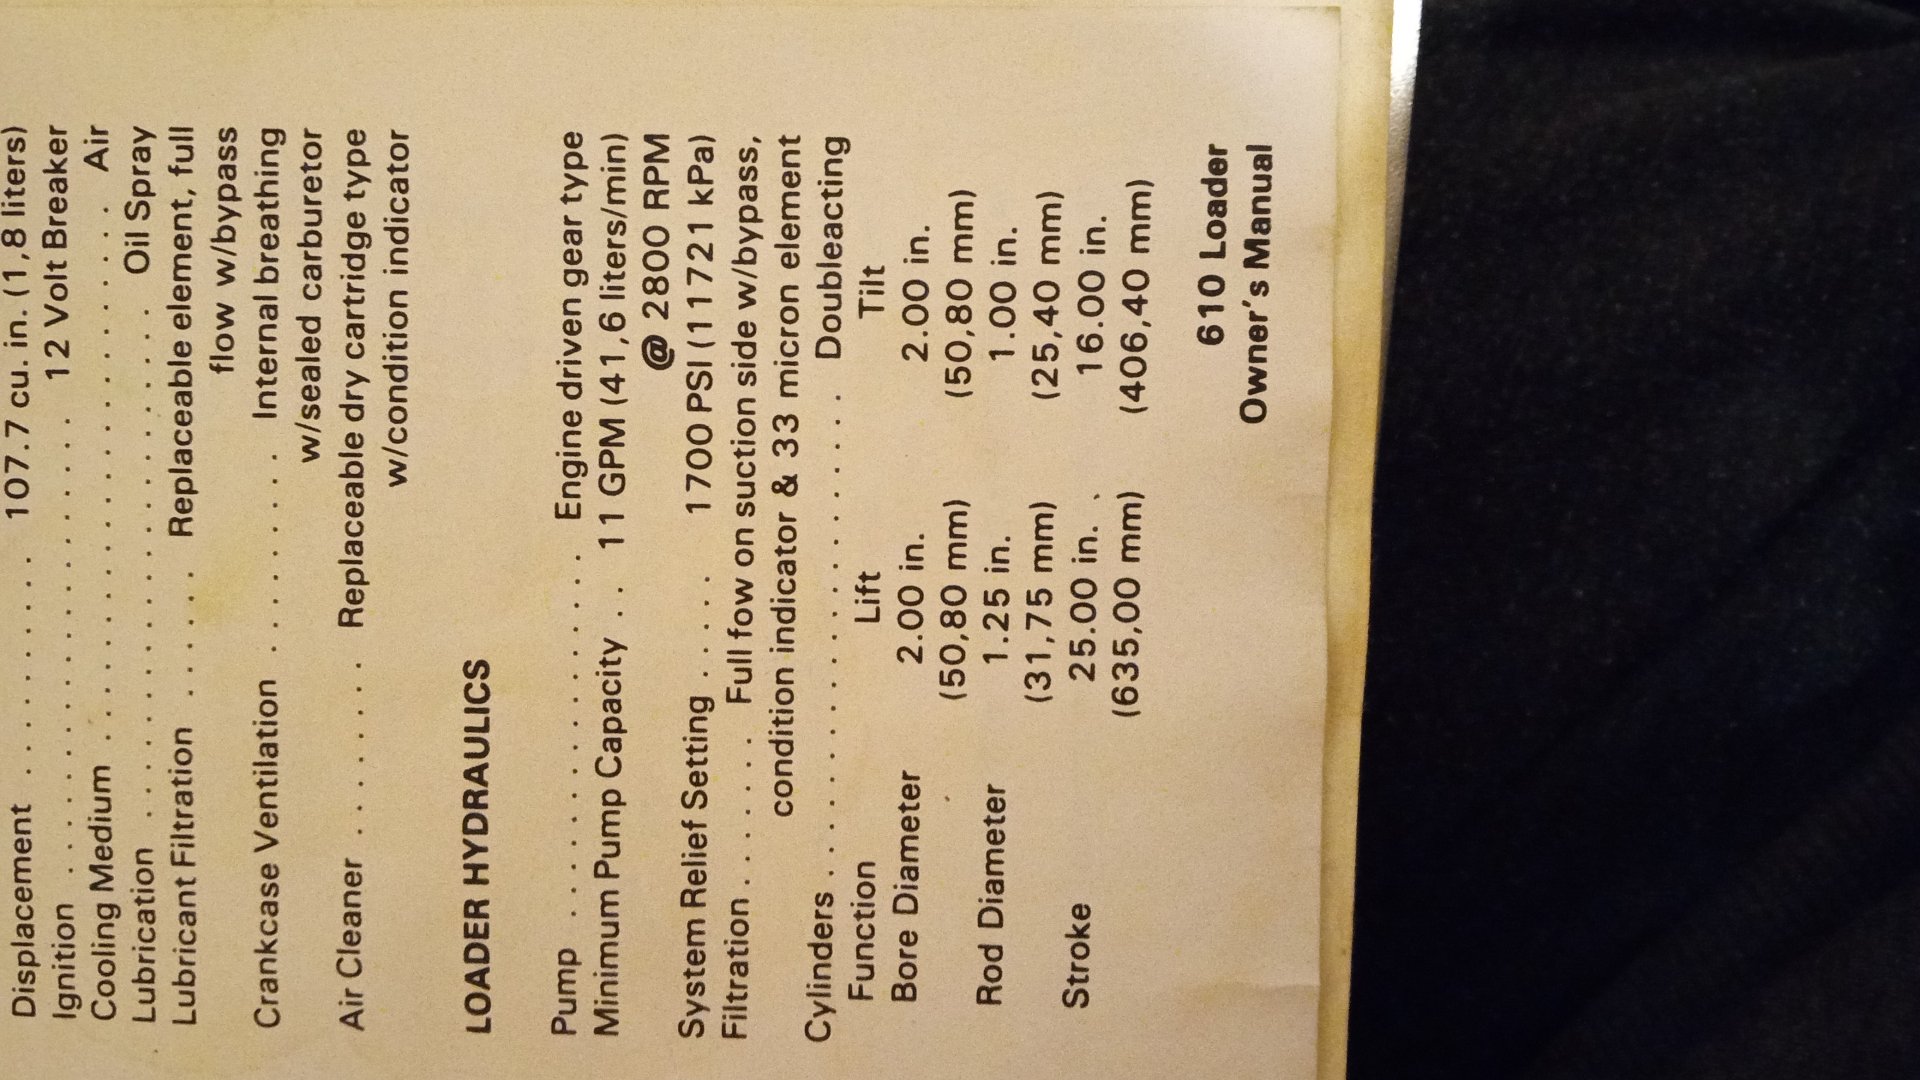 Displacement . . . . . . . . . . 107.7 cu. in. (1,8 liters)
Ignition . . . . . . . . . . . . . . . . . . . . 12 Volt Breaker
Cooling Medium . . . . . . . . . . . . . . . . . . . . . . . . Air
Lubrication . . . . . . . . . . . . . . . . . . . . . . . Oil Spray
Lubricant Filtration . . . . . Replaceable element, full
flow w/bypass
Crankcase Ventilation . . . . . . . . Internal breathing
w/sealed carburetor
Air Cleaner . . . . . . . . Replaceable dry cartridge type
w/condition indicator
LOADER HYDRAULICS
Pump . . . . . . . . . . . . . . . . . Engine driven gear type
Minimum Pump Capacity . . 11 GPM (41,6 liters/min)
@ 2800 RPM
System Relief Setting . . . . . 1700 PSI (11721 kPa)
Filtration . . . . . . . Full fow on suction side w/bypass,
condition indicator & 33 micron element
Cylinders . . . . . . . . . . . . . . . . . . . . . Doubleacting
Function Lift Tilt
Bore Diameter 2.00 in. 2.00 in.
(50,80 mm) (50,80 mm)
Rod Diameter 1.25 in. 1.00 in.
(31,75 mm) (25,40 mm)
Stroke 25.00 in. 16.00 in.
(635,00 mm) (406,40 mm)
610 Loader
Owner's Manual